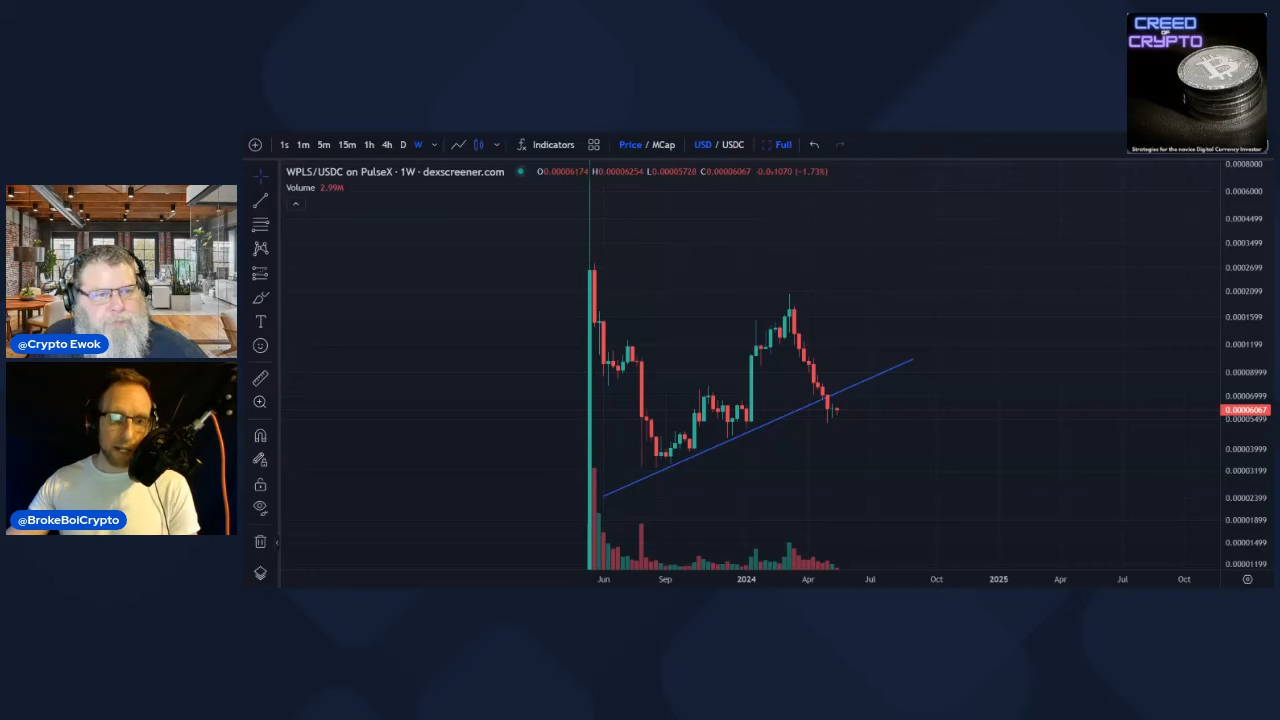 CREED
OF
CRYPTO
Strategies for the novice Digital Currency Investor
1s 1m 5m 15m 1h 4h D W Indicators Price / MCap USD / USDC Full
WPLS/USDC on PulseX · 1W · dexscreener.com O0.00006174 H0.00006254 L0.00005728 C0.00006067 -0.0₅1070 (−1.73%)
Volume 2.99M
0.0008000
0.0006000
0.0004499
0.0003499
0.0002699
0.0002099
0.0001599
0.0001199
0.00008999
0.00006999
0.00006067
0.00005499
0.00003999
0.00003199
0.00002399
0.00001899
0.00001499
0.00001199
Jun Sep 2024 Apr Jul Oct 2025 Apr Jul Oct
@Crypto Ewok
@BrokeBoiCrypto